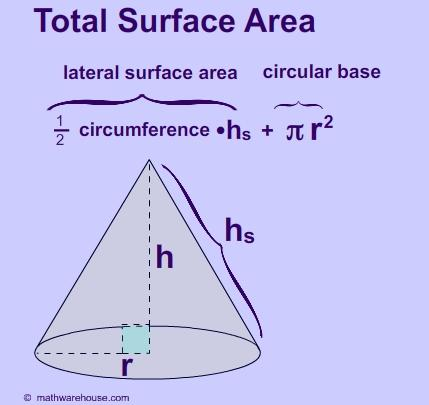 Total Surface Area
lateral surface area circular base
1/2 circumference •hs + π r²
h
hs
r
© mathwarehouse.com